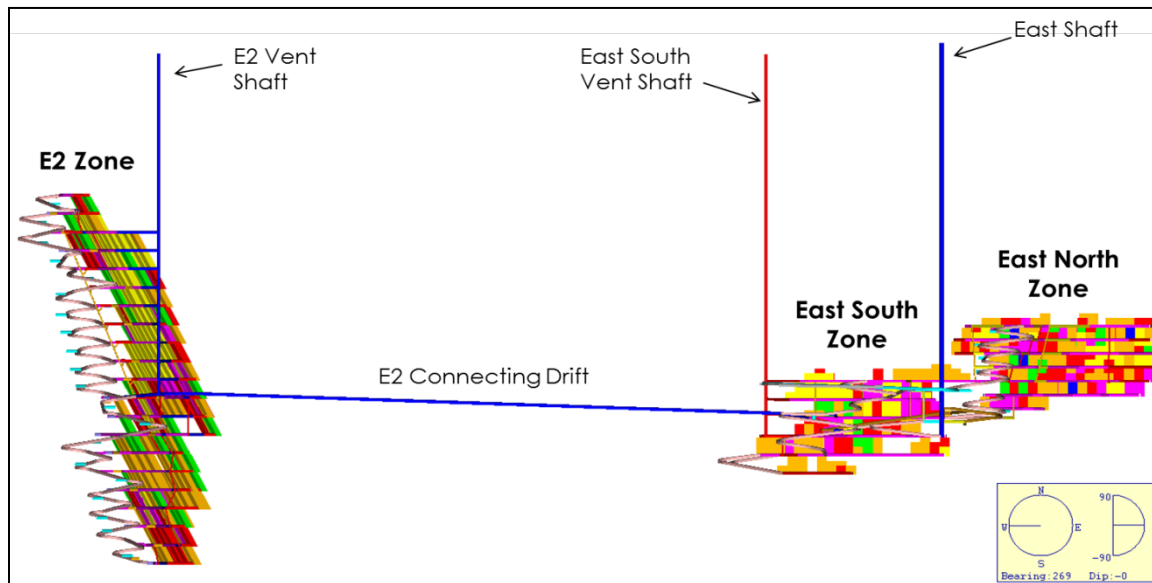 E2 Vent
Shaft
East South
Vent Shaft
East Shaft
E2 Zone
East North
Zone
East South
Zone
E2 Connecting Drift
N
90
W
E
S
-90
Bearing:269
Dip:-0